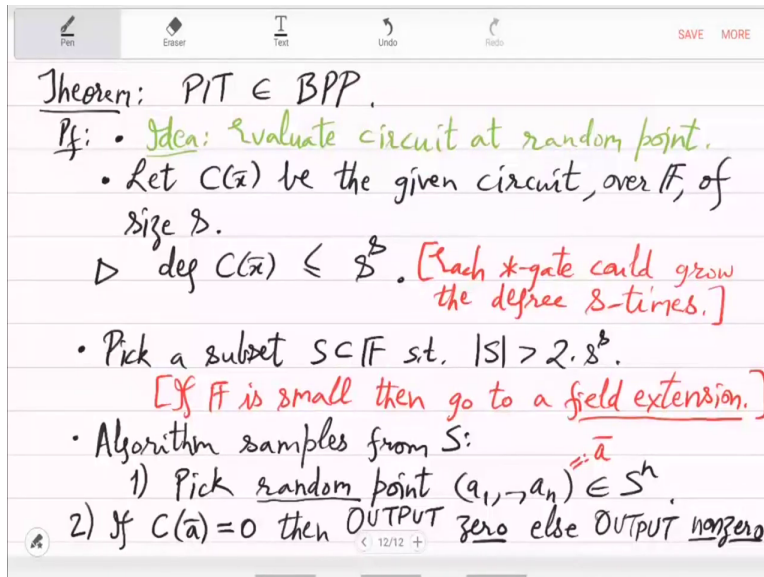 Pen Eraser Text Undo Redo SAVE MORE
Theorem: PIT ∈ BPP.
Pf: • Idea: Evaluate circuit at random point.
• Let C(x̄) be the given circuit, over 𝔽, of
size s.
▷ deg C(x̄) ≤ s^s. [Each *-gate could grow
the degree s-times.]
• Pick a subset S⊂𝔽 s.t. |S| > 2.s^s.
[If 𝔽 is small then go to a field extension.]
• Algorithm samples from S:
1) Pick random point (a₁,→aₙ) =: ā ∈ Sⁿ.
2) If C(ā)=0 then OUTPUT zero else OUTPUT nonzero
12/12